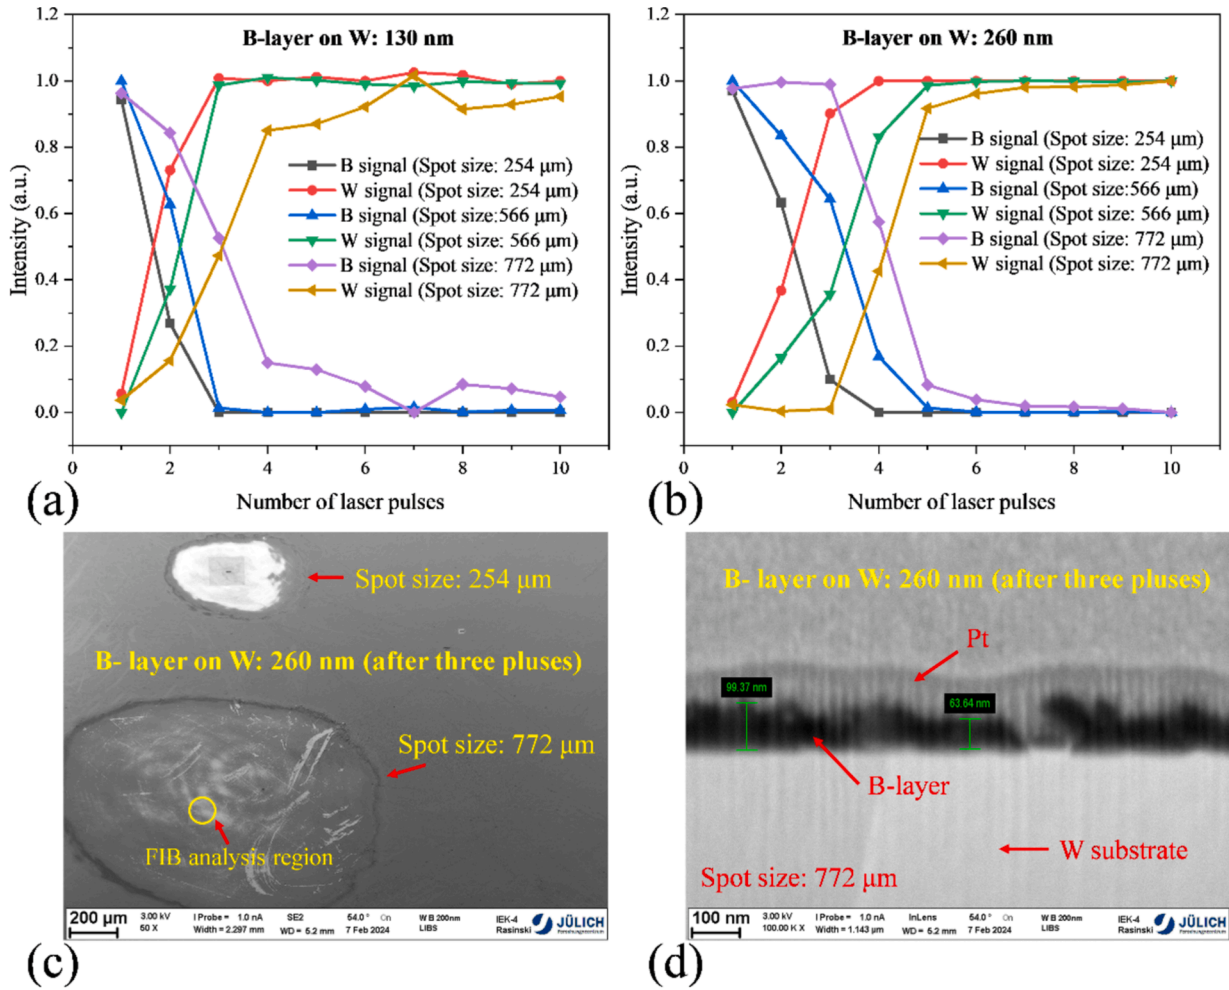 B-layer on W: 130 nm
1.2
1.0
0.8
0.6
0.4
0.2
0.0
Intensity (a.u.)
B signal (Spot size: 254 μm)
W signal (Spot size: 254 μm)
B signal (Spot size:566 μm)
W signal (Spot size: 566 μm)
B signal (Spot size: 772 μm)
W signal (Spot size: 772 μm)
0 2 4 6 8 10
Number of laser pulses
(a)
B-layer on W: 260 nm
1.2
1.0
0.8
0.6
0.4
0.2
0.0
Intensity (a.u.)
B signal (Spot size: 254 μm)
W signal (Spot size: 254 μm)
B signal (Spot size:566 μm)
W signal (Spot size: 566 μm)
B signal (Spot size: 772 μm)
W signal (Spot size: 772 μm)
0 2 4 6 8 10
Number of laser pulses
(b)
Spot size: 254 μm
B- layer on W: 260 nm (after three pluses)
Spot size: 772 μm
FIB analysis region
200 μm 3.00 kV I Probe = 1.0 nA SE2 54.0 ° On W B 200nm IEK-4 JÜLICH
50 X Width = 2.297 mm WD = 5.2 mm 7 Feb 2024 LIBS Rasinski Forschungszentrum
(c)
B- layer on W: 260 nm (after three pluses)
Pt
99.37 nm
63.64 nm
B-layer
W substrate
Spot size: 772 μm
100 nm 3.00 kV I Probe = 1.0 nA InLens 54.0 ° On W B 200nm IEK-4 JÜLICH
100.00 K X Width = 1.143 μm WD = 5.2 mm 7 Feb 2024 LIBS Rasinski Forschungszentrum
(d)